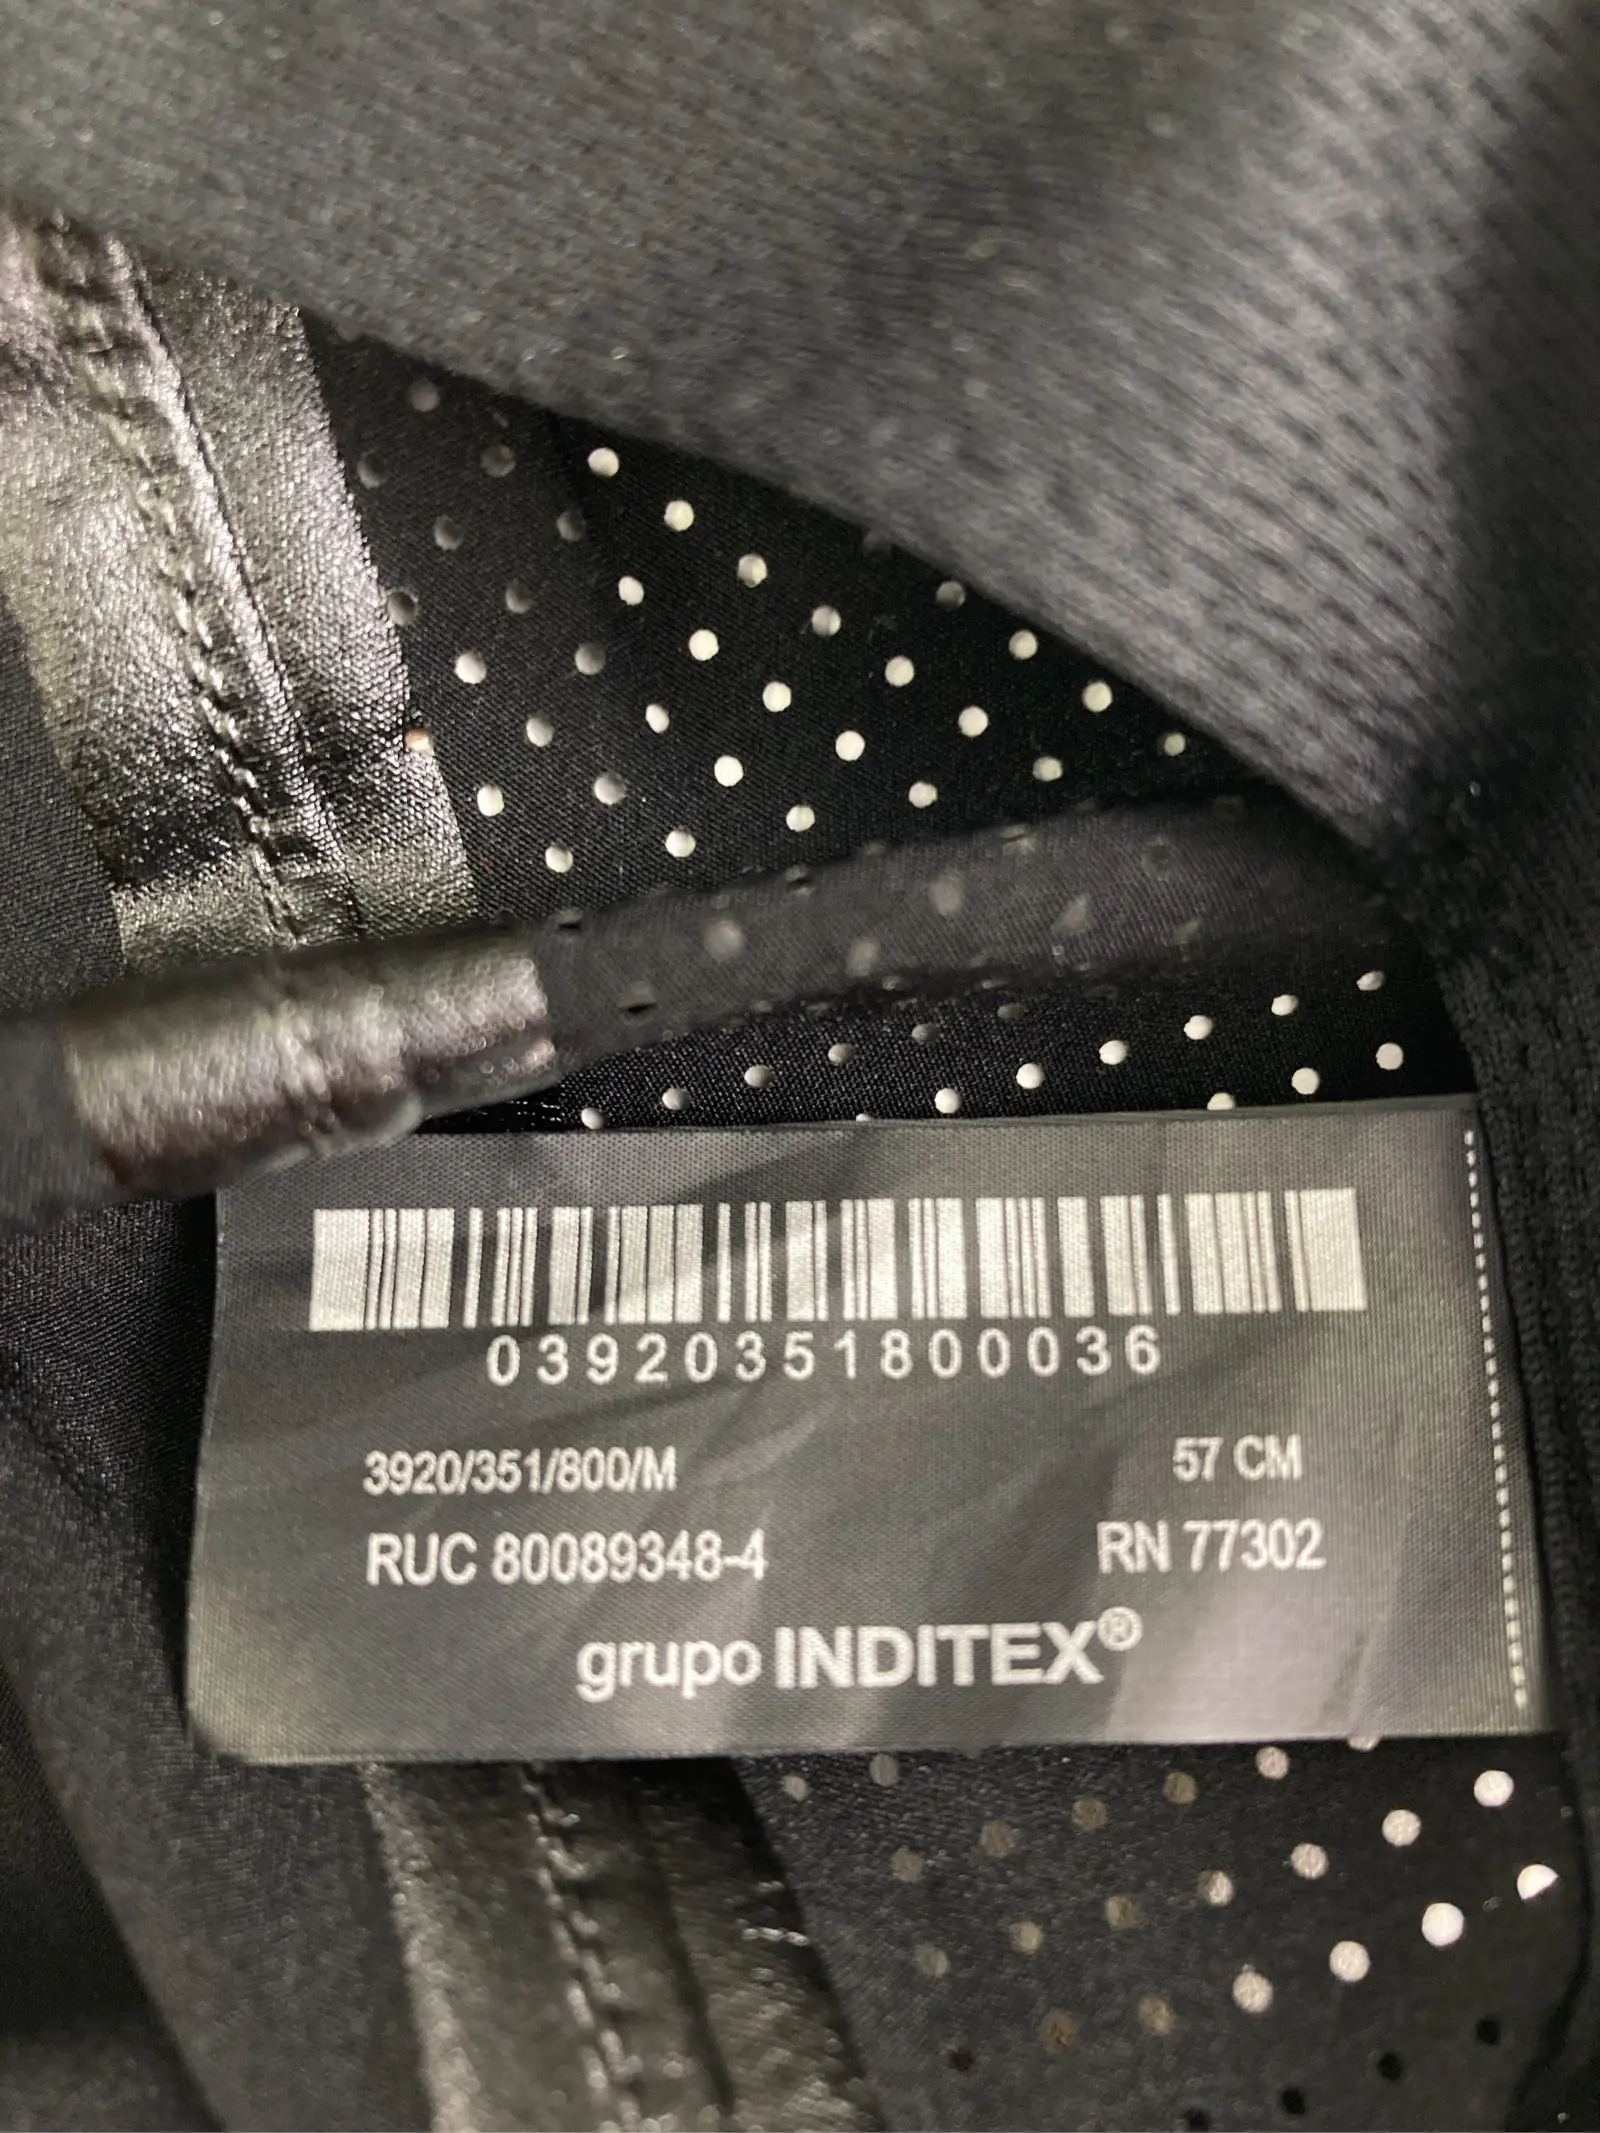 03920351800036
3920/351/800/M 57 CM
RUC 80089348-4 RN 77302
grupo INDITEX®